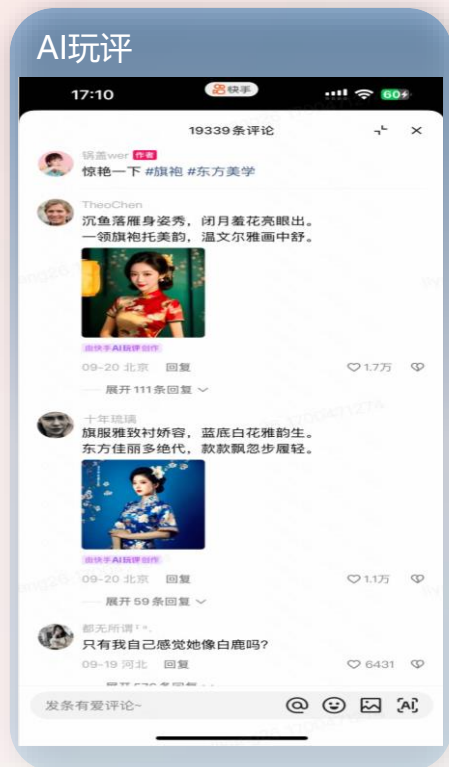 AI玩评
17:10
快手
60
19339条评论
锅盖wer 作者
惊艳一下 #旗袍 #东方美学
TheoChen
沉鱼落雁身姿秀，闭月羞花亮眼出。
一领旗袍托美韵，温文尔雅画中舒。
由快手AI玩评创作
09-20 北京 回复
1.7万
展开111条回复
十年琉璃
旗服雅致衬娇容，蓝底白花雅韵生。
东方佳丽多绝代，款款飘忽步履轻。
由快手AI玩评创作
09-20 北京 回复
1.1万
展开59条回复
都无所谓
只有我自己感觉她像白鹿吗？
09-19 河北 回复
6431
发条有爱评论~
AI